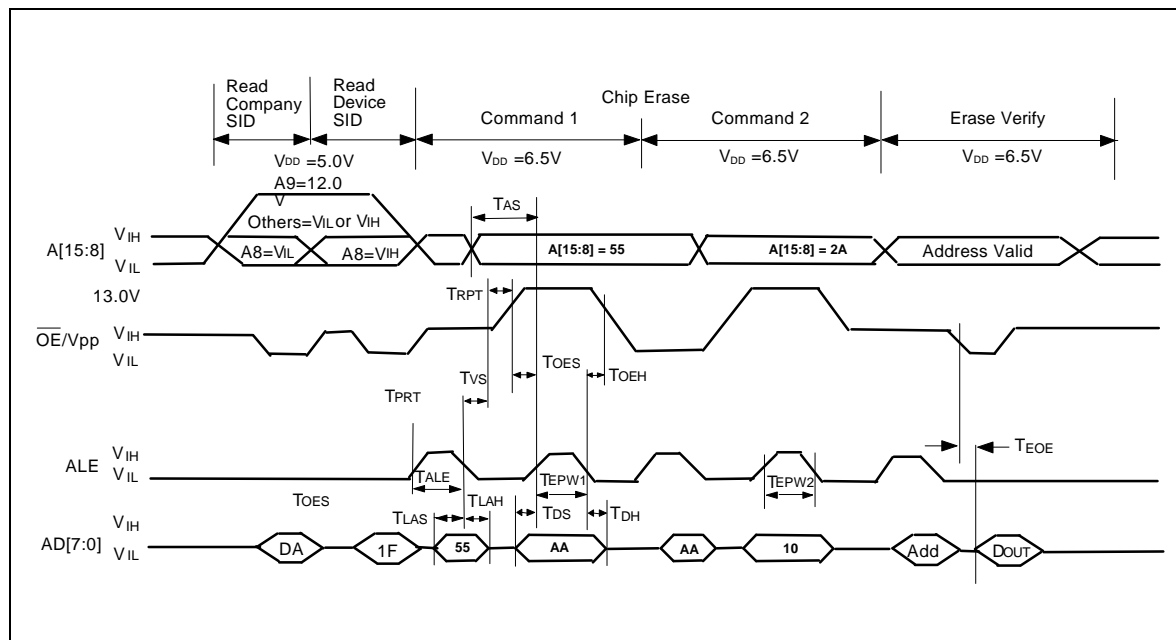 Read
Company
SID
Read
Device
SID
Chip Erase
Command 1
Command 2
Erase Verify
VDD =5.0V
VDD =6.5V
VDD =6.5V
VDD =6.5V
A9=12.0
V
TAS
Others=VIL or VIH
A[15:8]
VIH
VIL
A8=VIL
A8=VIH
A[15:8] = 55
A[15:8] = 2A
Address Valid
13.0V
TRPT
OE/Vpp
VIH
VIL
TOES
TVS
TOEH
TPRT
ALE
VIH
VIL
TEOE
TALE
TEPW1
TEPW2
TOES
TLAH
TLAS
TDS
TDH
AD[7:0]
VIH
VIL
DA
1F
55
AA
AA
10
Add
DOUT